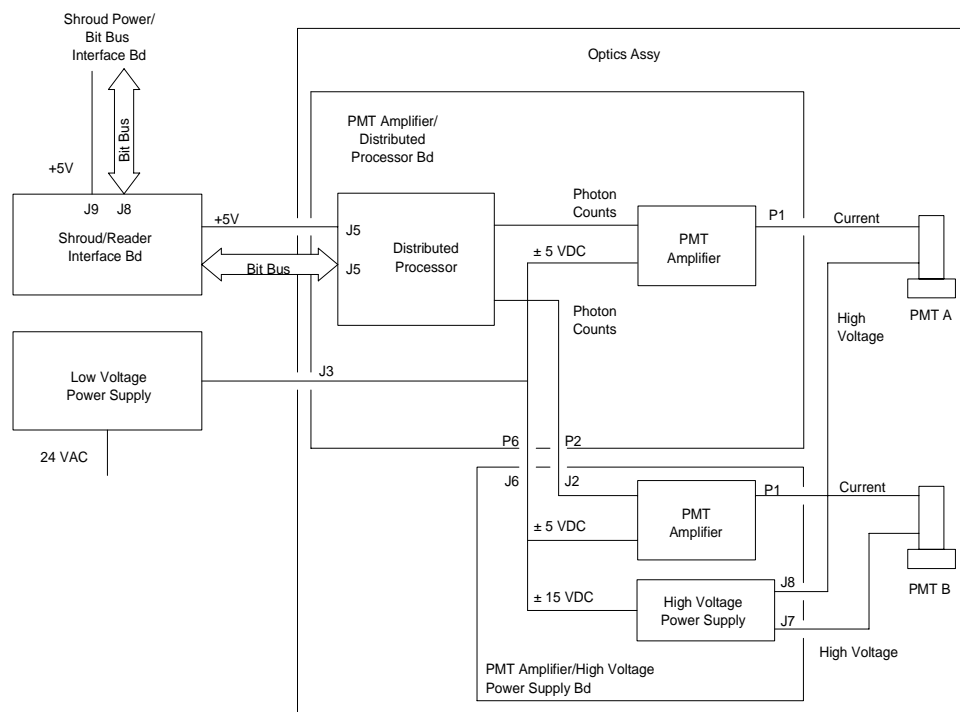 Shroud Power/
Bit Bus
Interface Bd
Optics Assy
Bit Bus
PMT Amplifier/
Distributed
Processor Bd
+5V
J9 J8
Shroud/Reader
Interface Bd
+5V
J5
Bit Bus
J5
Distributed
Processor
Photon
Counts
± 5 VDC
PMT
Amplifier
P1
Current
PMT A
Photon
Counts
High
Voltage
Low Voltage
Power Supply
J3
24 VAC
P6 P2
J6 J2
PMT
Amplifier
P1
Current
± 5 VDC
PMT B
± 15 VDC
High Voltage
Power Supply
J8
J7
High Voltage
PMT Amplifier/High Voltage
Power Supply Bd